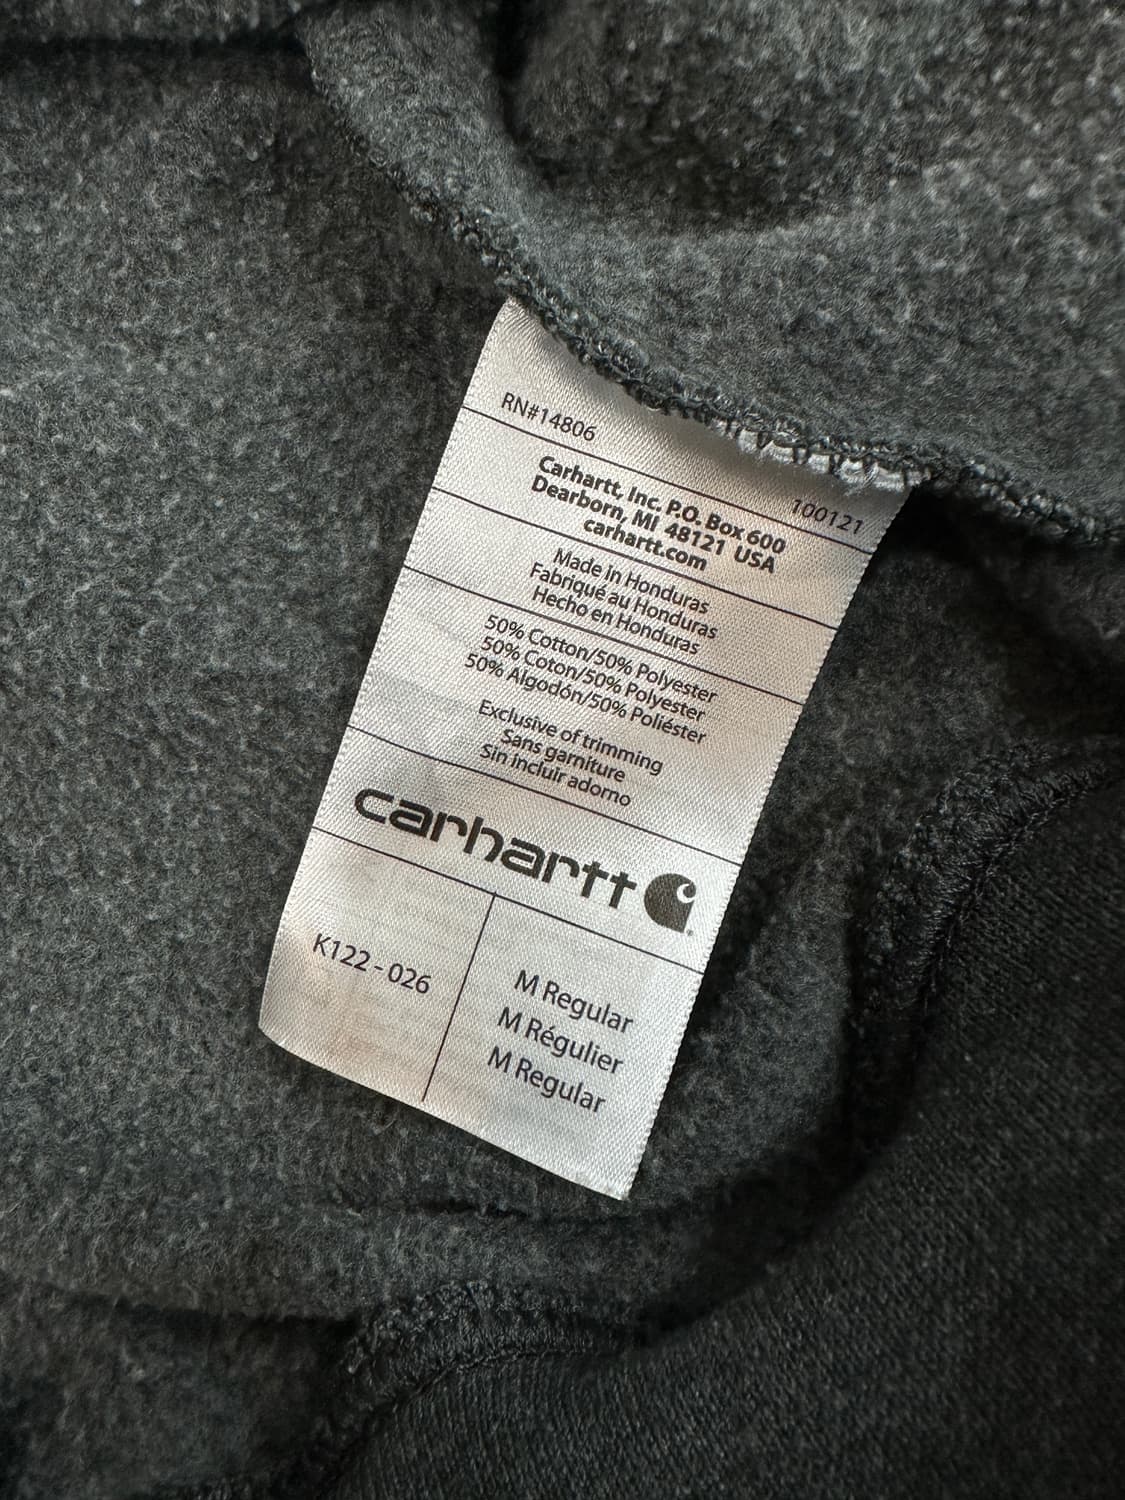 RN#14806
100121
Carhartt, Inc. P.O. Box 600
Dearborn, MI 48121 USA
carhartt.com
Made in Honduras
Fabriqué au Honduras
Hecho en Honduras
50% Cotton/50% Polyester
50% Coton/50% Polyester
50% Algodón/50% Poliéster
Exclusive of trimming
Sans garniture
Sin incluir adorno
carhartt
K122 - 026
M Regular
M Régulier
M Regular